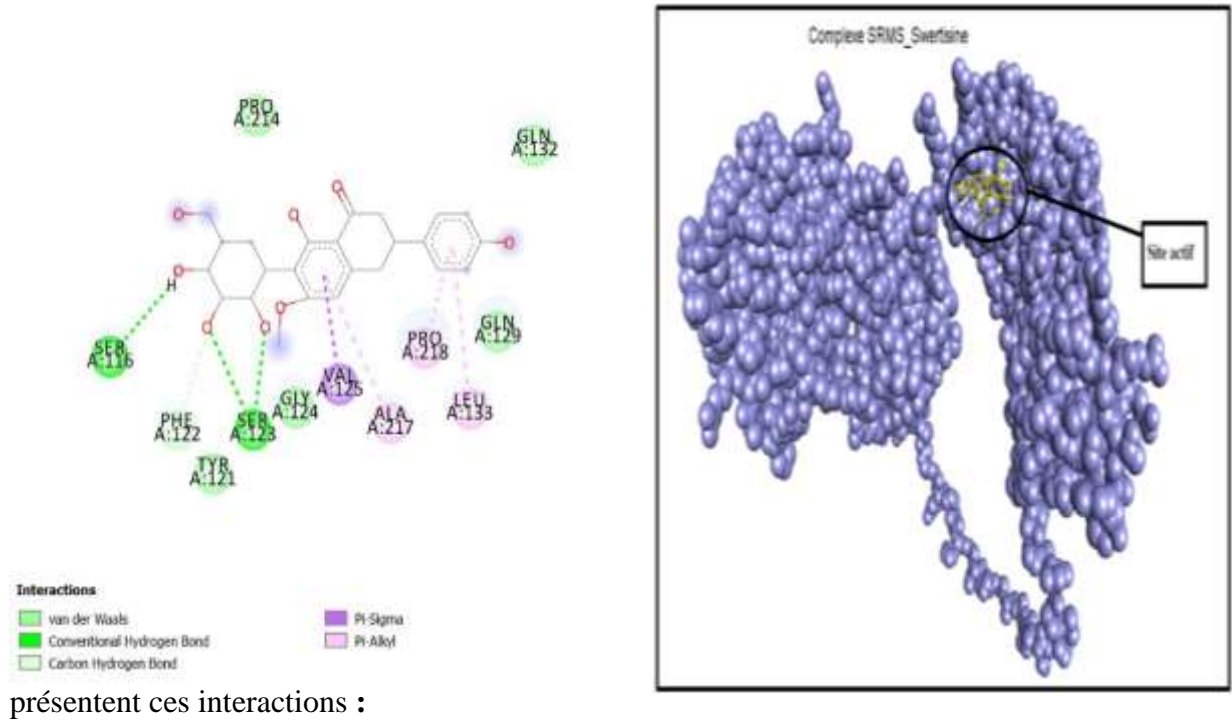 Complexe SRMS_Swertisine
PRO
A:214
GLN
A:132
O
O
O
O
H
O
O
O
O
O
Site actif
SER
A:116
PRO
A:218
GLN
A:129
VAL
A:125
GLY
A:124
PHE
A:122
SER
A:123
ALA
A:217
LEU
A:133
TYR
A:121
Interactions
van der Waals
Conventional Hydrogen Bond
Carbon Hydrogen Bond
Pi-Sigma
Pi-Alkyl
présentent ces interactions :